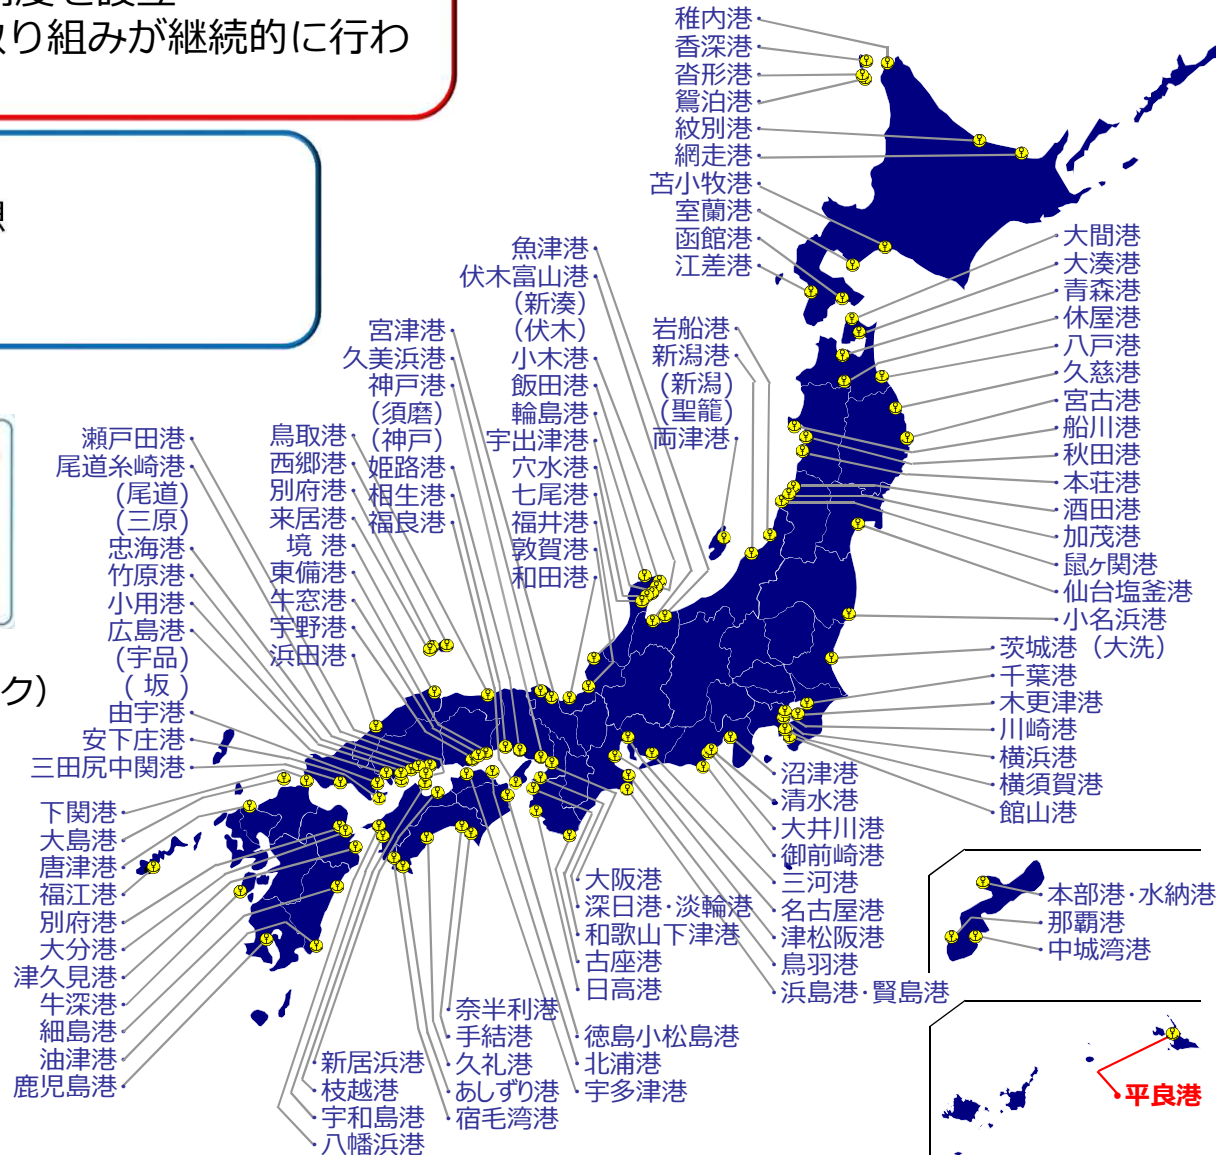 取り組みが継続的に行わ
ク）
稚内港
香深港
沓形港
鴛泊港
紋別港
網走港
苫小牧港
室蘭港
函館港
江差港
大間港
大湊港
青森港
休屋港
八戸港
久慈港
宮古港
船川港
秋田港
本荘港
酒田港
加茂港
鼠ヶ関港
仙台塩釜港
小名浜港
茨城港（大洗）
千葉港
木更津港
川崎港
横浜港
横須賀港
館山港
岩船港
新潟港
（新潟）
（聖籠）
両津港
魚津港
伏木富山港
（新湊）
（伏木）
小木港
飯田港
輪島港
宇出津港
穴水港
七尾港
福井港
敦賀港
和田港
宮津港
久美浜港
神戸港
（須磨）
（神戸）
姫路港
相生港
福良港
鳥取港
西郷港
別府港
来居港
境 港
東備港
牛窓港
宇野港
浜田港
瀬戸田港
尾道糸崎港
（尾道）
（三原）
忠海港
竹原港
小用港
広島港
（宇品）
（ 坂 ）
由宇港
安下庄港
三田尻中関港
下関港
大島港
唐津港
福江港
別府港
大分港
津久見港
牛深港
細島港
油津港
鹿児島港
新居浜港
枝越港
宇和島港
八幡浜港
奈半利港
手結港
久礼港
あしずり港
宿毛湾港
徳島小松島港
北浦港
宇多津港
大阪港
深日港・淡輪港
和歌山下津港
古座港
日高港
沼津港
清水港
大井川港
御前崎港
三河港
名古屋港
津松阪港
鳥羽港
浜島港・賢島港
本部港・水納港
那覇港
中城湾港
平良港